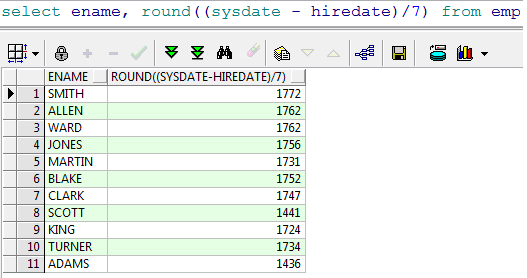 select ename, round((sysdate - hiredate)/7) from emp
ENAME ROUND((SYSDATE-HIREDATE)/7)
1 SMITH 1772
2 ALLEN 1762
3 WARD 1762
4 JONES 1756
5 MARTIN 1731
6 BLAKE 1752
7 CLARK 1747
8 SCOTT 1441
9 KING 1724
10 TURNER 1734
11 ADAMS 1436